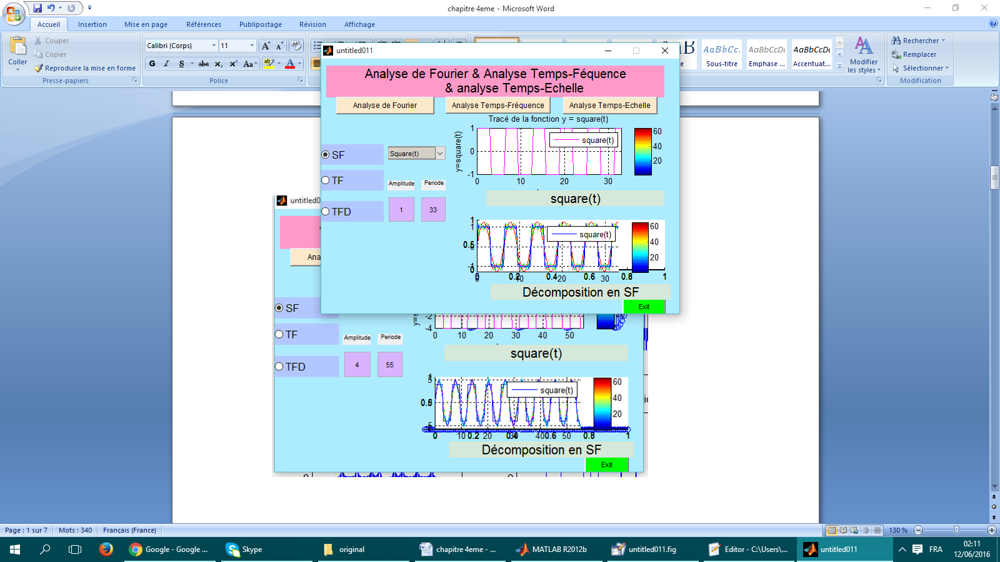 chapitre 4eme - Microsoft Word
Accueil
Insertion
Mise en page
Références
Publipostage
Révision
Affichage
Coller
Couper
Copier
Reproduire la mise en forme
Presse-papiers
Calibri (Corps)
11
G I S abc X₂ X² Aa
Police
AaBbCc.
Sous-titre
AaBbCcDc
Emphase ...
AaBbCcDc
Accentuat...
Modifier
les styles
Rechercher
Remplacer
Sélectionner
Modification
untitled011
Analyse de Fourier & Analyse Temps-Féquence
& analyse Temps-Echelle
Analyse de Fourier
Analyse Temps-Fréquence
Analyse Temps-Echelle
Tracé de la fonction y = square(t)
SF
Square(t)
TF
Amplitude
Periode
TFD
1
33
y=square(t)
1
0
-1
0 10 20 30
square(t)
60
40
20
square(t)
1
1
0.5
0 0.2 0.4 0.6 0.8 1
10 20 30
square(t)
60
40
20
Décomposition en SF
Exit
untitled0
Ana
SF
TF
Amplitude
Periode
TFD
4
55
-2
-4
0 10 20 30 40 50
square(t)
5
0 10 20 30 40 50
0.2 0.4 0.6 0.8 1
square(t)
60
40
20
Décomposition en SF
Exit
Page : 1 sur 7
Mots : 340
Français (France)
130 %
Google - Google ...
Skype
original
chapitre 4eme - ...
MATLAB R2012b
untitled011.fig
Editor - C:\Users\...
untitled011
FRA
02:11
12/06/2016